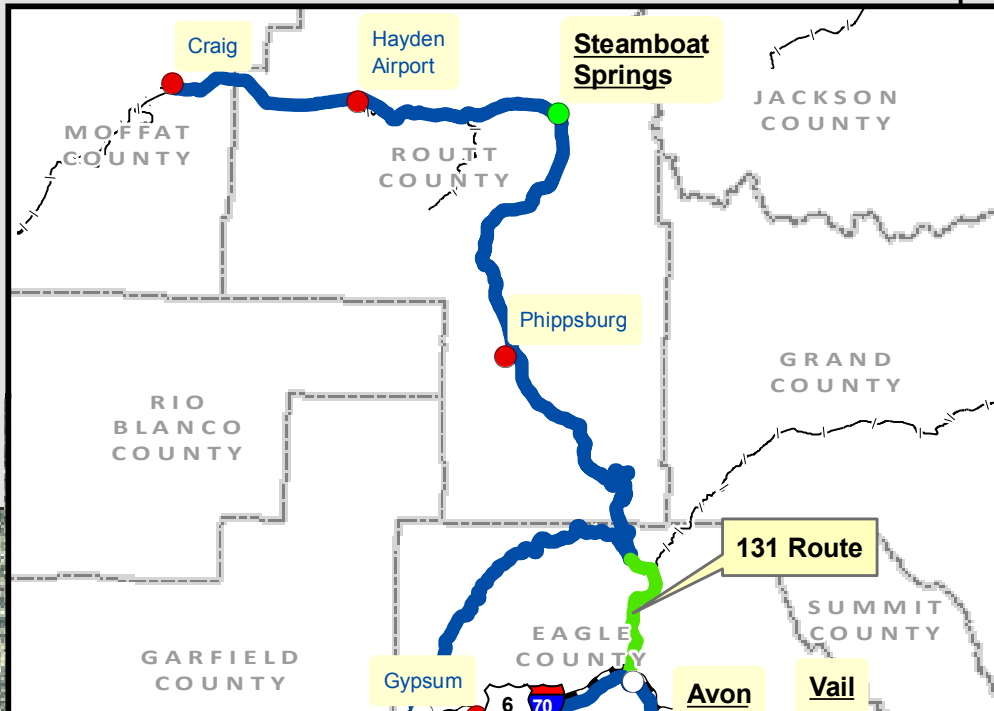 Craig
Hayden
Airport
Steamboat
Springs
JACKSON
COUNTY
MOFFAT
COUNTY
ROUTT
COUNTY
Phippsburg
GRAND
COUNTY
RIO
BLANCO
COUNTY
131 Route
SUMMIT
COUNTY
EAGLE
COUNTY
GARFIELD
COUNTY
Gypsum
6
70
Avon
Vail